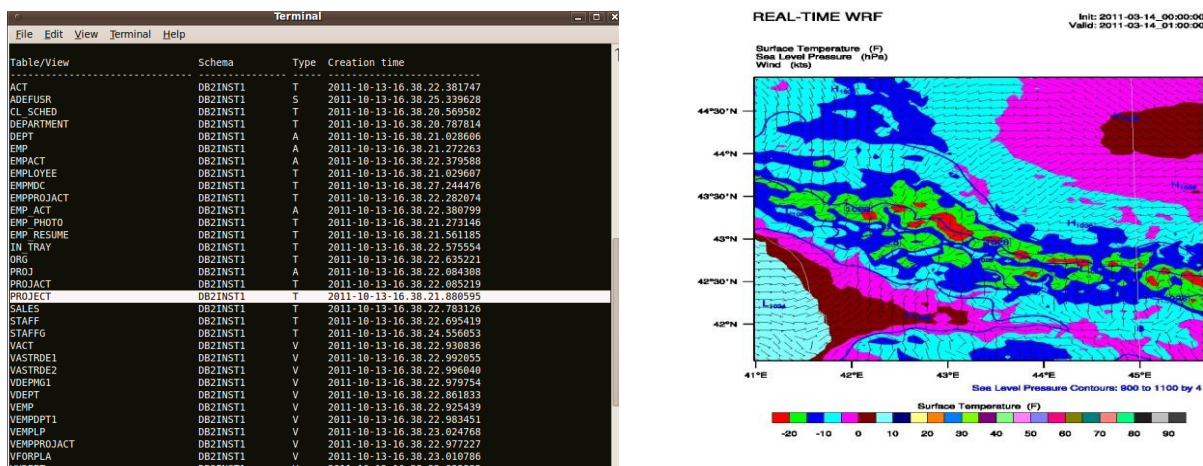 Terminal
File Edit View Terminal Help
Table/View Schema Type Creation time
------------------------------- --------------- ----- --------------------------
ACT DB2INST1 T 2011-10-13-16.38.22.381747
ADEFUSR DB2INST1 S 2011-10-13-16.38.25.339628
CL_SCHED DB2INST1 T 2011-10-13-16.38.20.569502
DEPARTMENT DB2INST1 T 2011-10-13-16.38.20.787814
DEPT DB2INST1 A 2011-10-13-16.38.21.028606
EMP DB2INST1 A 2011-10-13-16.38.21.272263
EMPACT DB2INST1 A 2011-10-13-16.38.22.379588
EMPLOYEE DB2INST1 T 2011-10-13-16.38.21.029607
EMPMDC DB2INST1 T 2011-10-13-16.38.27.244476
EMPPROJACT DB2INST1 T 2011-10-13-16.38.22.282074
EMP_ACT DB2INST1 A 2011-10-13-16.38.22.380799
EMP_PHOTO DB2INST1 T 2011-10-13-16.38.21.273146
EMP_RESUME DB2INST1 T 2011-10-13-16.38.21.561185
IN_TRAY DB2INST1 T 2011-10-13-16.38.22.575554
ORG DB2INST1 T 2011-10-13-16.38.22.635221
PROJ DB2INST1 A 2011-10-13-16.38.22.084308
PROJACT DB2INST1 T 2011-10-13-16.38.22.085219
PROJECT DB2INST1 T 2011-10-13-16.38.21.880595
SALES DB2INST1 T 2011-10-13-16.38.22.783126
STAFF DB2INST1 T 2011-10-13-16.38.22.695419
STAFFG DB2INST1 T 2011-10-13-16.38.24.556053
VACT DB2INST1 V 2011-10-13-16.38.22.930836
VASTRDE1 DB2INST1 V 2011-10-13-16.38.22.992055
VASTRDE2 DB2INST1 V 2011-10-13-16.38.22.996040
VDEPMG1 DB2INST1 V 2011-10-13-16.38.22.979754
VDEPT DB2INST1 V 2011-10-13-16.38.22.861833
VEMP DB2INST1 V 2011-10-13-16.38.22.925439
VEMPDPT1 DB2INST1 V 2011-10-13-16.38.22.983451
VEMPLP DB2INST1 V 2011-10-13-16.38.23.024768
VEMPPROJACT DB2INST1 V 2011-10-13-16.38.22.977227
VFORPLA DB2INST1 V 2011-10-13-16.38.23.010786
REAL-TIME WRF
Init: 2011-03-14_00:00:00
Valid: 2011-03-14_01:00:00
Surface Temperature (F)
Sea Level Pressure (hPa)
Wind (kts)
44°30'N
44°N
43°30'N
43°N
42°30'N
42°N
41°E 42°E 43°E 44°E 45°E
Sea Level Pressure Contours: 900 to 1100 by 4
Surface Temperature (F)
-20 -10 0 10 20 30 40 50 60 70 80 90